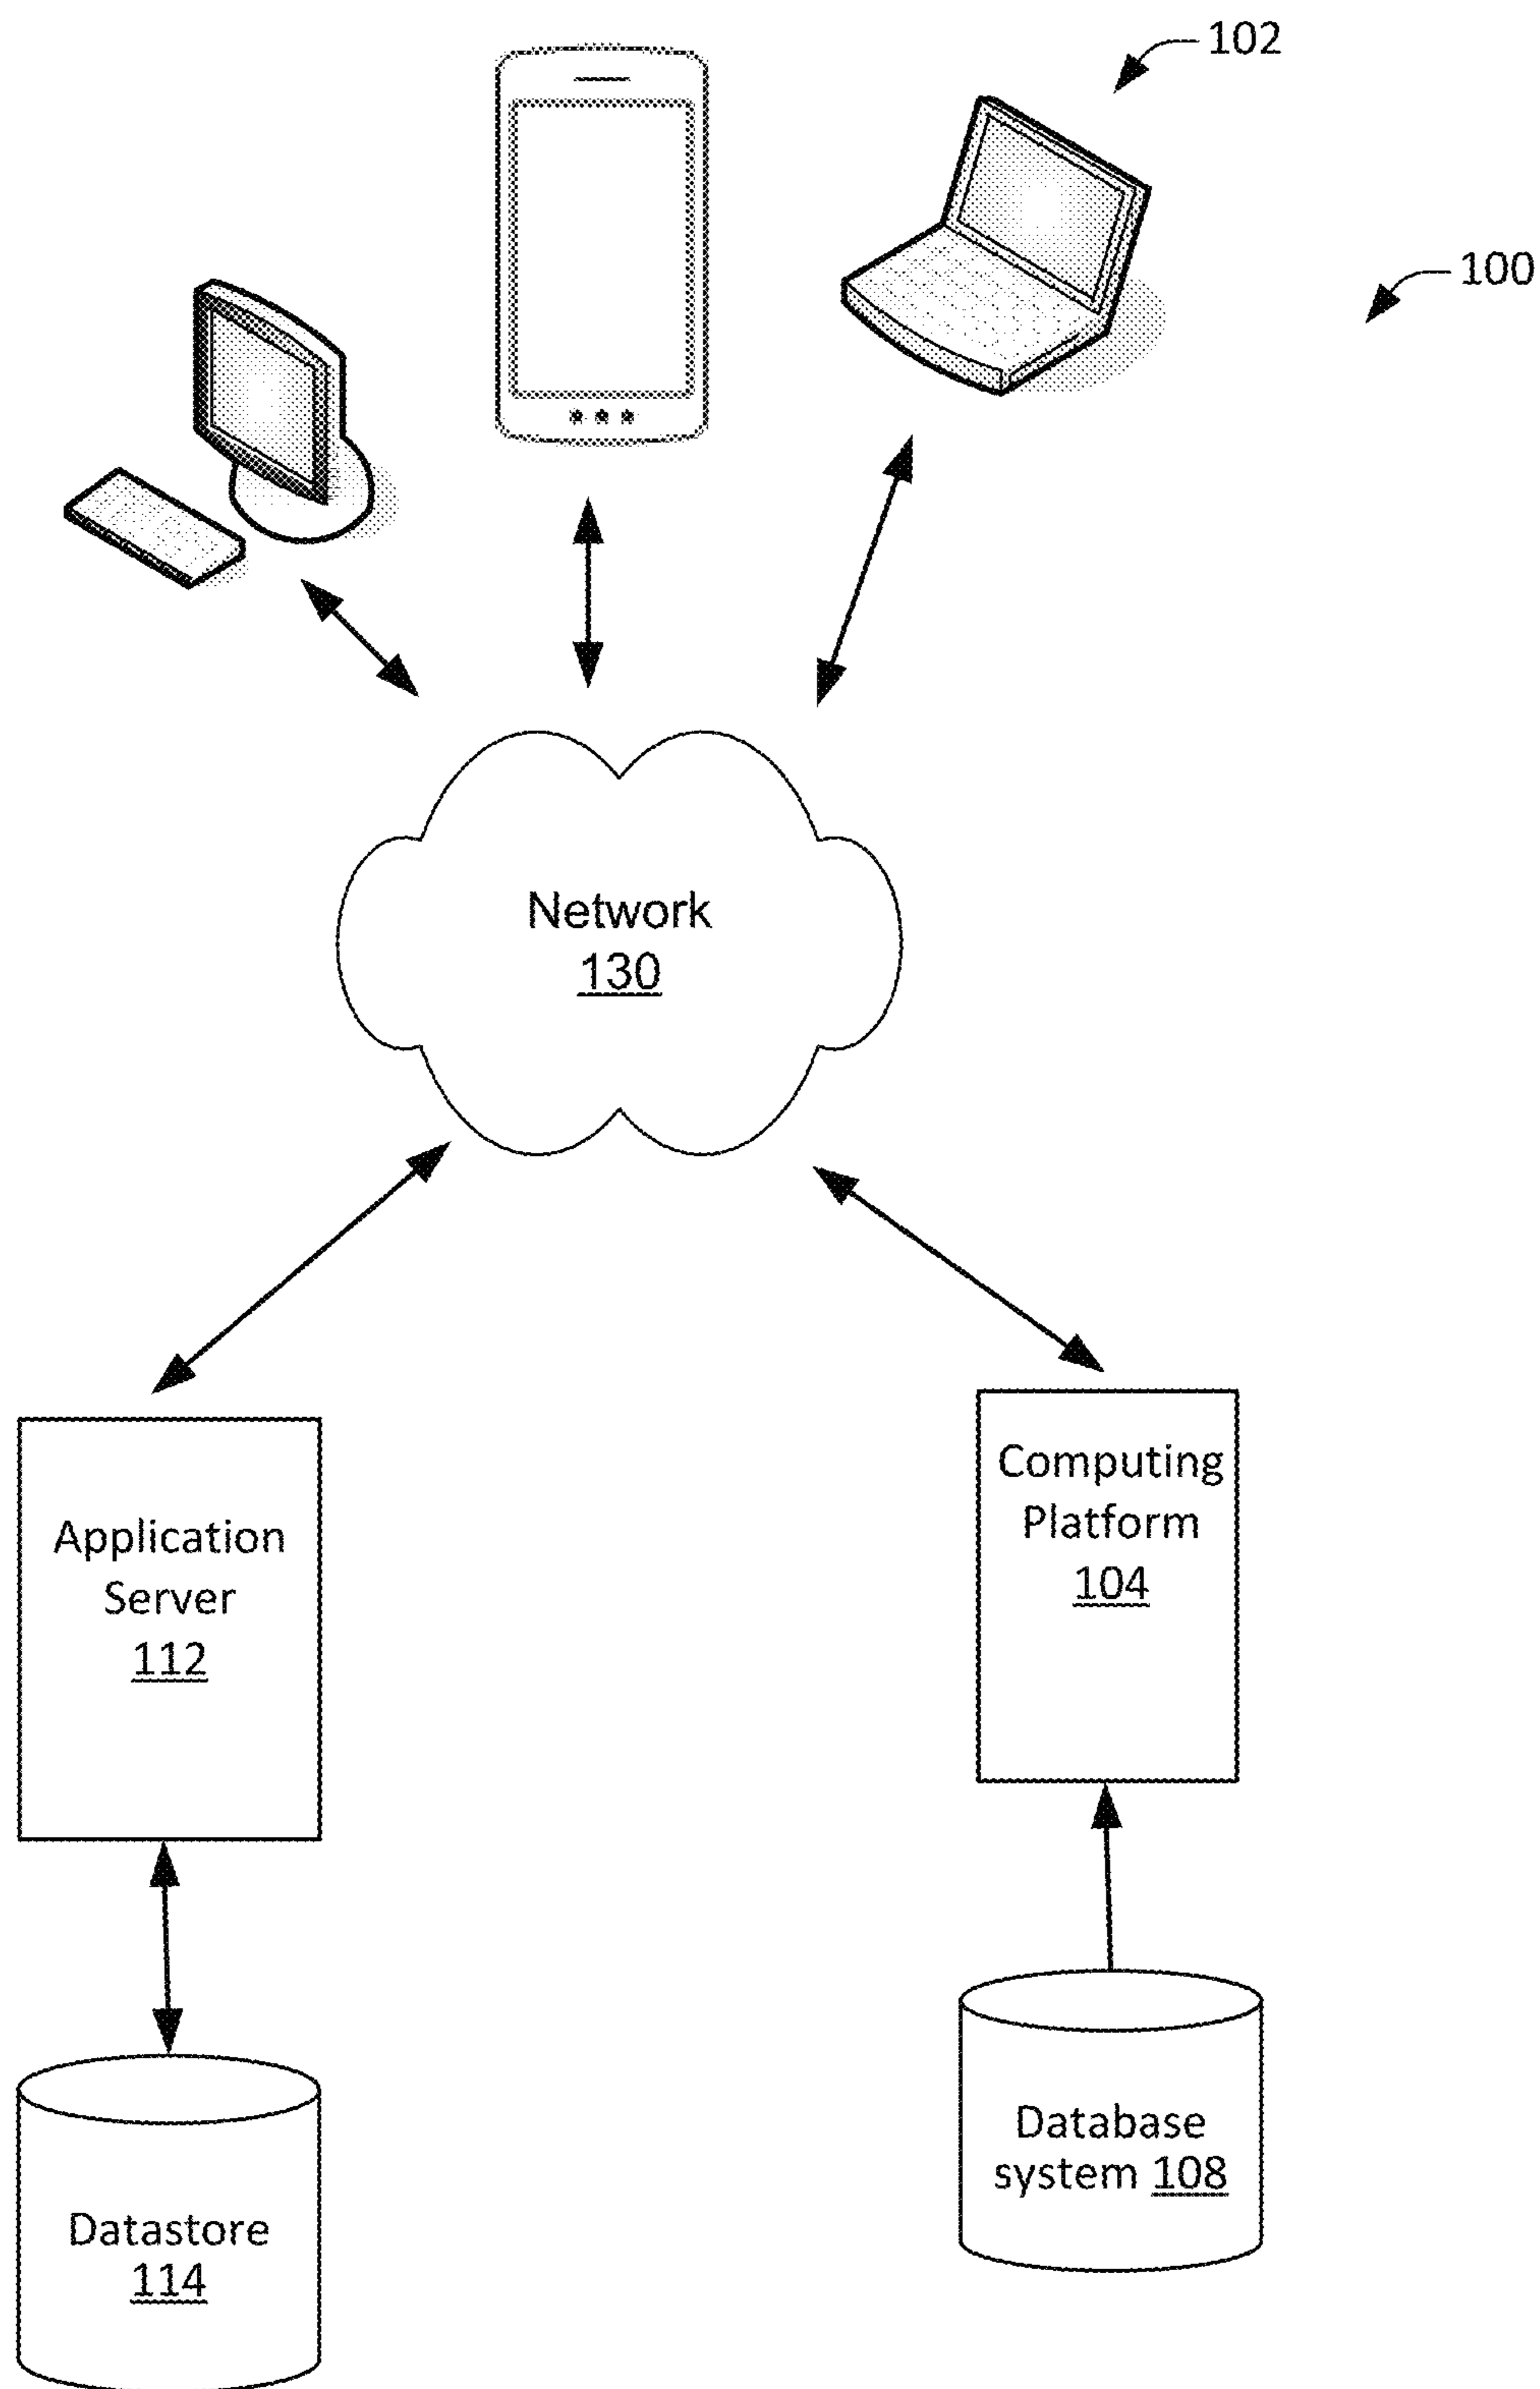 102
100
Network
130
Application
Server
112
Computing
Platform
104
Database
system 108
Datastore
114